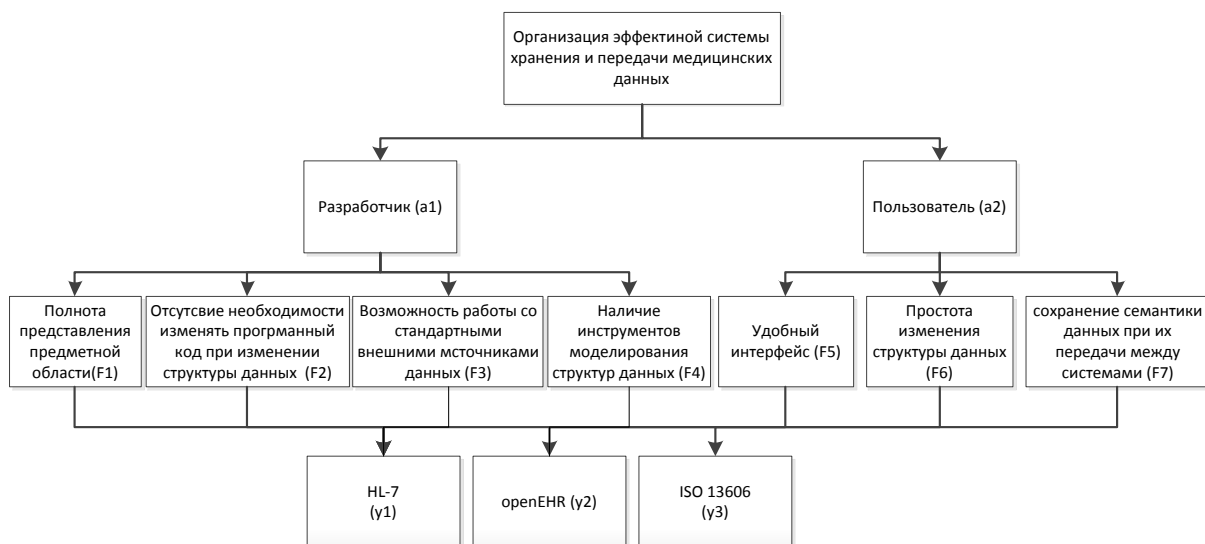 Организация эффектиной системы
хранения и передачи медицинских
данных
Разработчик (a1)
Пользователь (a2)
Полнота
представления
предметной
области(F1)
Отсутсвие необходимости
изменять прогрманный
код при изменении
структуры данных (F2)
Возможность работы со
стандартными
внешними мсточниками
данных (F3)
Наличие
инструментов
моделирования
структур данных (F4)
Удобный
интерфейс (F5)
Простота
изменения
структуры данных
(F6)
сохранение семантики
данных при их
передачи между
системами (F7)
HL-7
(y1)
openEHR (y2)
ISO 13606
(y3)